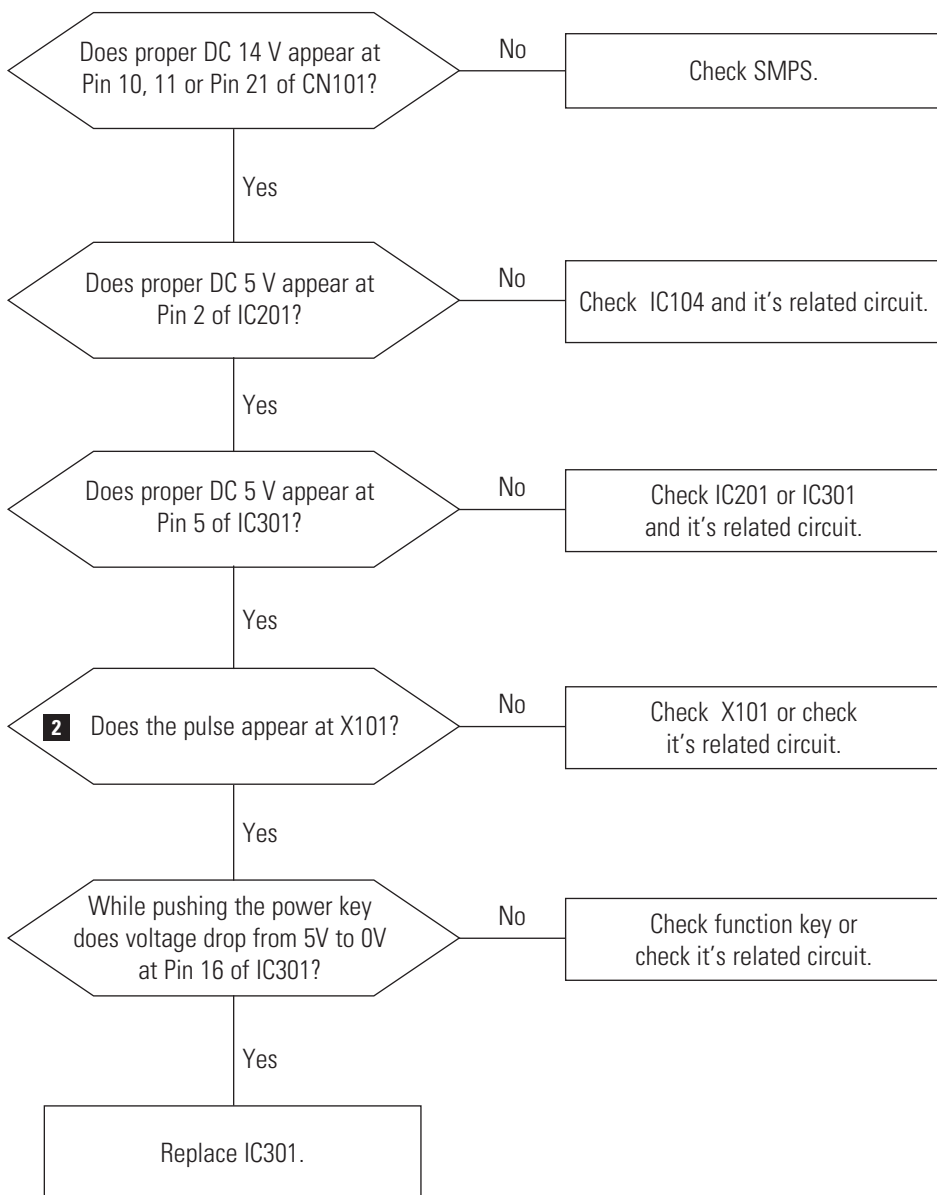 Does proper DC 14 V appear at
Pin 10, 11 or Pin 21 of CN101?
No
Check SMPS.
Yes
Does proper DC 5 V appear at
Pin 2 of IC201?
No
Check IC104 and it's related circuit.
Yes
Does proper DC 5 V appear at
Pin 5 of IC301?
No
Check IC201 or IC301
and it's related circuit.
Yes
2 Does the pulse appear at X101?
No
Check X101 or check
it's related circuit.
Yes
While pushing the power key
does voltage drop from 5V to 0V
at Pin 16 of IC301?
No
Check function key or
check it's related circuit.
Yes
Replace IC301.